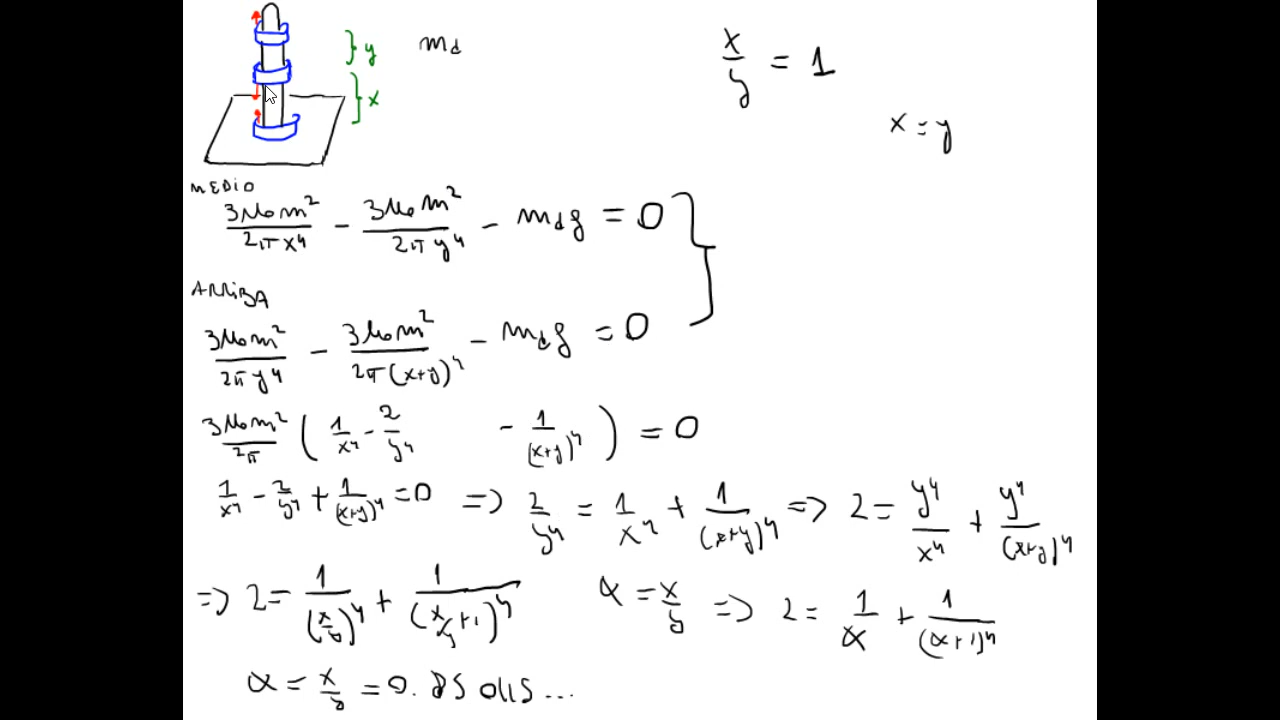 } y m_d
} x
x/y = 1
x = y
MEDIO
3μ₀m²/2πx⁴ - 3μ₀m²/2πy⁴ - m_d g = 0
ARRIBA
3μ₀m²/2πy⁴ - 3μ₀m²/2π(x+y)⁴ - m_d g = 0
3μ₀m²/2π ( 1/x⁴ - 2/y⁴ - 1/(x+y)⁴ ) = 0
1/x⁴ - 2/y⁴ + 1/(x+y)⁴ = 0 => 2/y⁴ = 1/x⁴ + 1/(x+y)⁴ => 2 = y⁴/x⁴ + y⁴/(x+y)⁴
=> 2 = 1/(x/y)⁴ + 1/(x/y+1)⁴ α = x/y => 2 = 1/α + 1/(α+1)⁴
α = x/y = 0.85 0115 ...